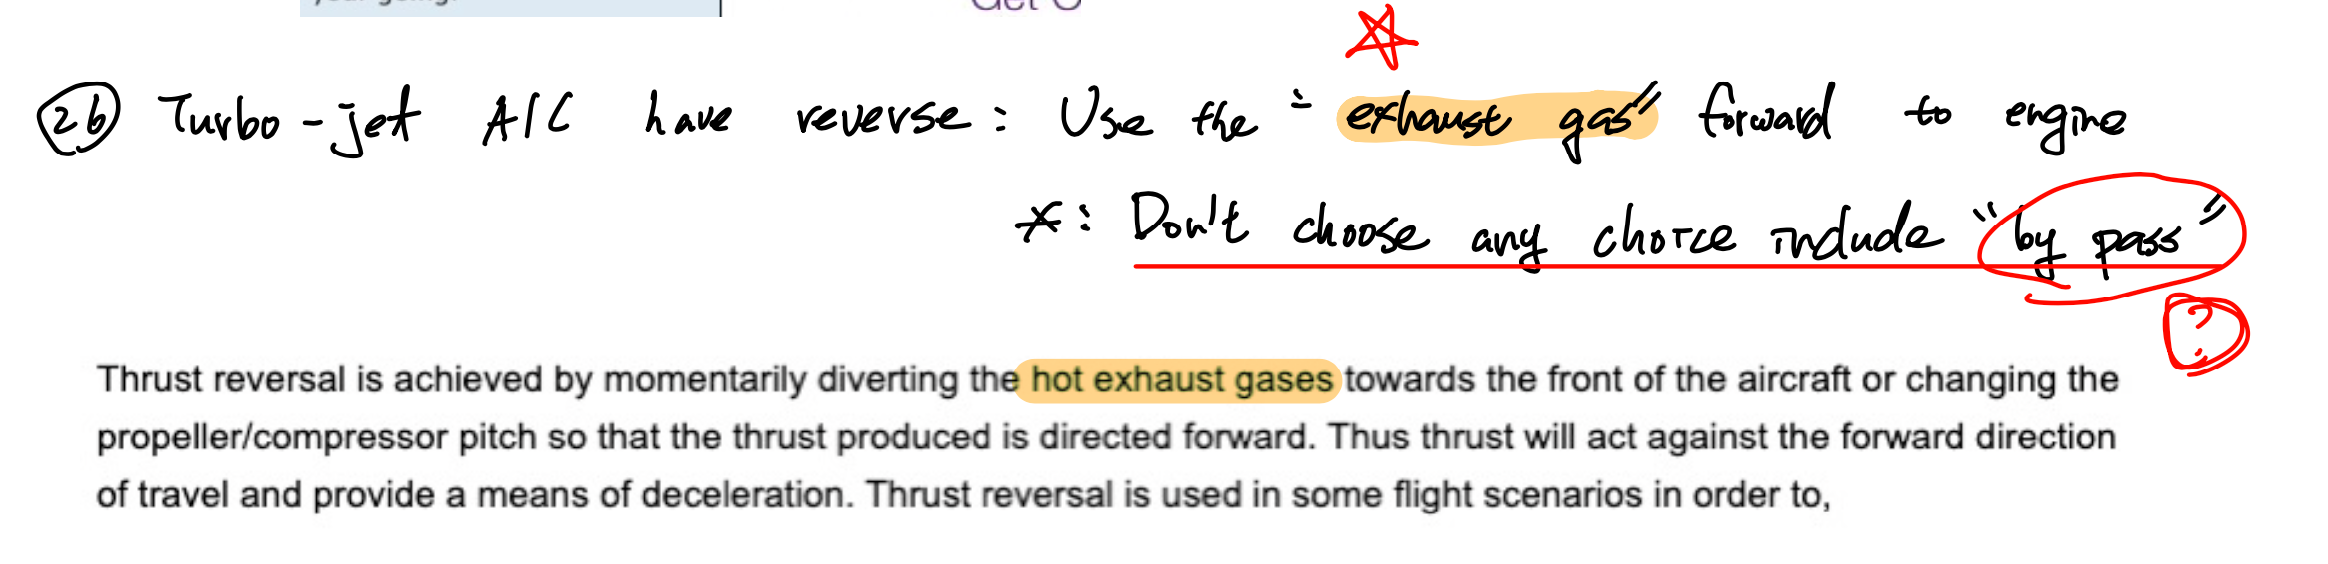 26 Turbo-jet A/C have reverse: Use the "exhaust gas" forward to engine
*: Don't choose any choice include "by pass"
?
Thrust reversal is achieved by momentarily diverting the hot exhaust gases towards the front of the aircraft or changing the
propeller/compressor pitch so that the thrust produced is directed forward. Thus thrust will act against the forward direction
of travel and provide a means of deceleration. Thrust reversal is used in some flight scenarios in order to,